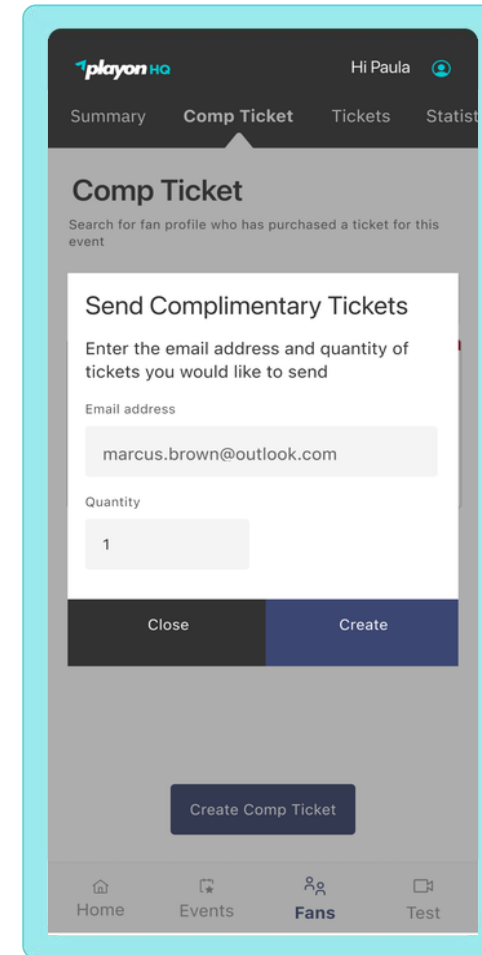 playon HQ
Hi Paula
Summary Comp Ticket Tickets Statist
Comp Ticket
Search for fan profile who has purchased a ticket for this
event
Send Complimentary Tickets
Enter the email address and quantity of
tickets you would like to send
Email address
marcus.brown@outlook.com
Quantity
1
Close Create
Create Comp Ticket
Home Events Fans Test